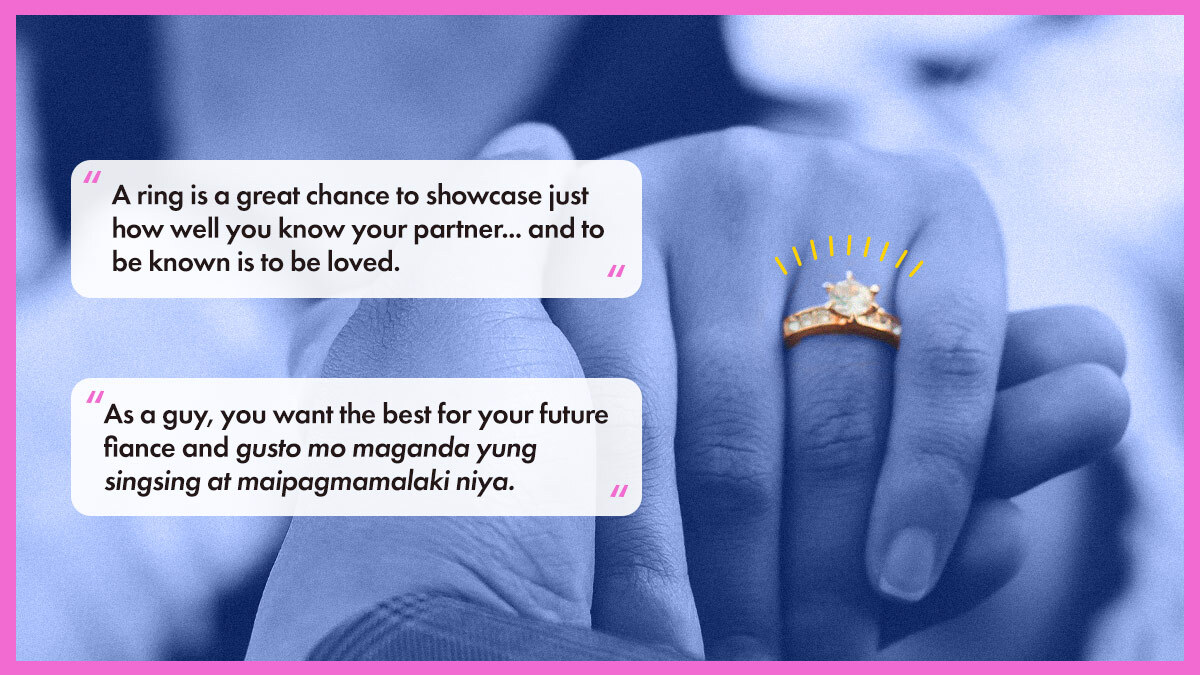 “ A ring is a great chance to showcase just
how well you know your partner... and to
be known is to be loved. “
“ As a guy, you want the best for your future
fiance and gusto mo maganda yung
singsing at maipagmamalaki niya. “